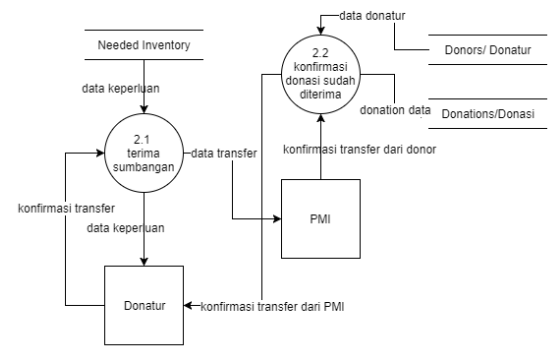 data donatur
Needed Inventory
Donors/ Donatur
2.2
konfirmasi
donasi sudah
diterima
data keperluan
donation data
Donations/Donasi
2.1
terima
sumbangan
data transfer
konfirmasi transfer dari donor
konfirmasi transfer
PMI
data keperluan
Donatur
konfirmasi transfer dari PMI